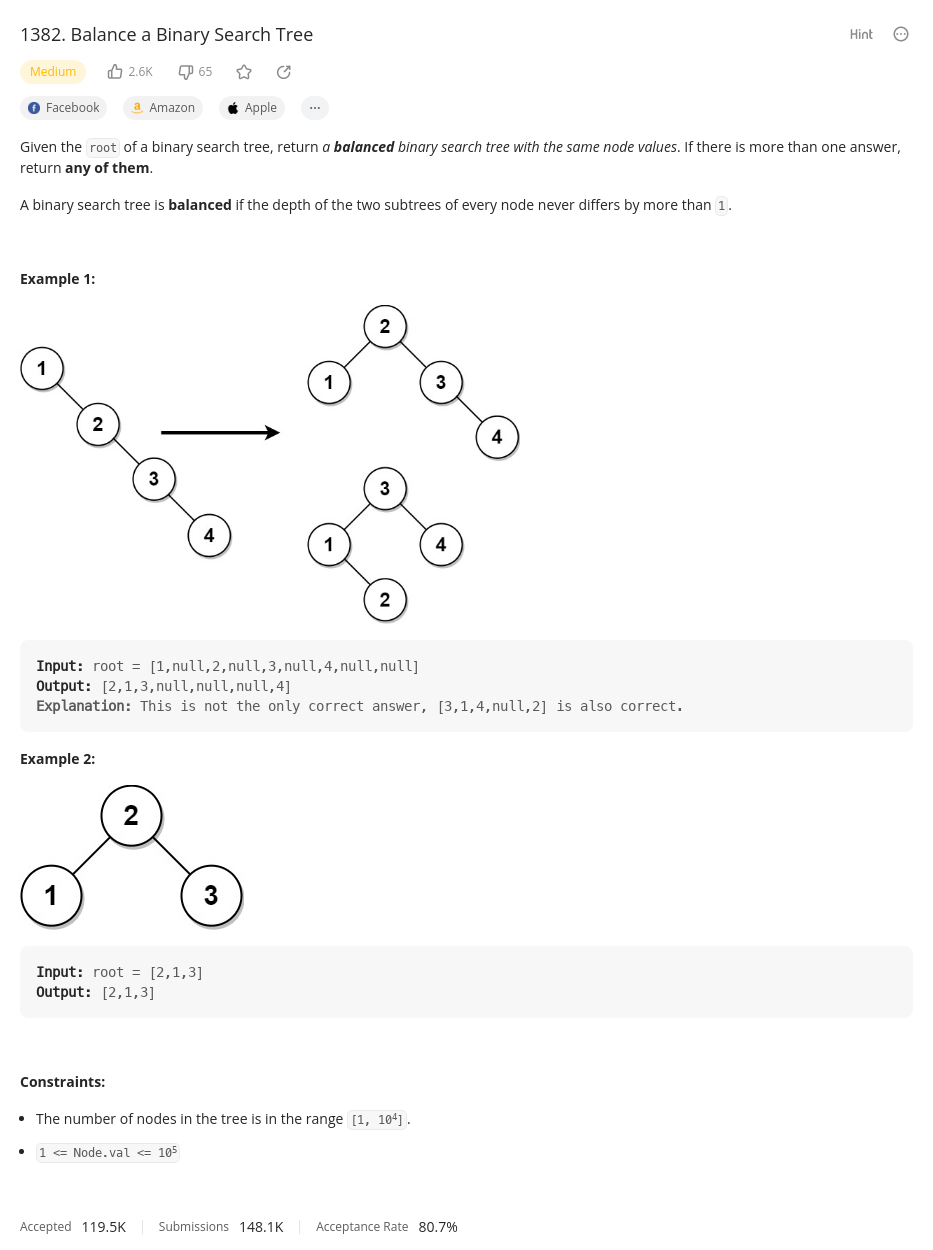 1382. Balance a Binary Search Tree
Hint
Medium
2.6K
65
Facebook
Amazon
Apple
Given the root of a binary search tree, return a balanced binary search tree with the same node values. If there is more than one answer,
return any of them.
A binary search tree is balanced if the depth of the two subtrees of every node never differs by more than 1.
Example 1:
2
1
1
3
2
4
3
3
4
1
4
2
Input: root = [1,null,2,null,3,null,4,null,null]
Output: [2,1,3,null,null,null,4]
Explanation: This is not the only correct answer, [3,1,4,null,2] is also correct.
Example 2:
2
1
3
Input: root = [2,1,3]
Output: [2,1,3]
Constraints:
• The number of nodes in the tree is in the range [1, 10⁴].
• 1 <= Node.val <= 10⁵
Accepted 119.5K
Submissions 148.1K
Acceptance Rate 80.7%